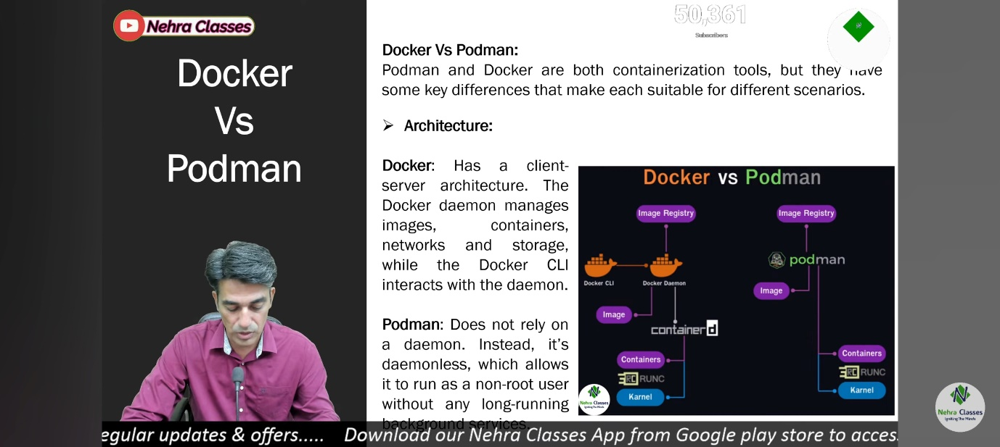 Nehra Classes
Docker
Vs
Podman
50,361
Subscribers
N
Docker Vs Podman:
Podman and Docker are both containerization tools, but they have
some key differences that make each suitable for different scenarios.
➢ Architecture:
Docker: Has a client-
server architecture. The
Docker daemon manages
images, containers,
networks and storage,
while the Docker CLI
interacts with the daemon.
Podman: Does not rely on
a daemon. Instead, it’s
daemonless, which allows
it to run as a non-root user
without any long-running
background services.
Docker vs Podman
Image Registry
Docker CLI
Docker Daemon
Image
containerd
Containers
RC RUNC
Karnel
Image Registry
podman
Image
Containers
RC RUNC
Karnel
N
Nehra Classes
Igniting The Minds
egular updates & offers..... Download our Nehra Classes App from Google play store to acces
N
Nehra Classes
Igniting The Minds